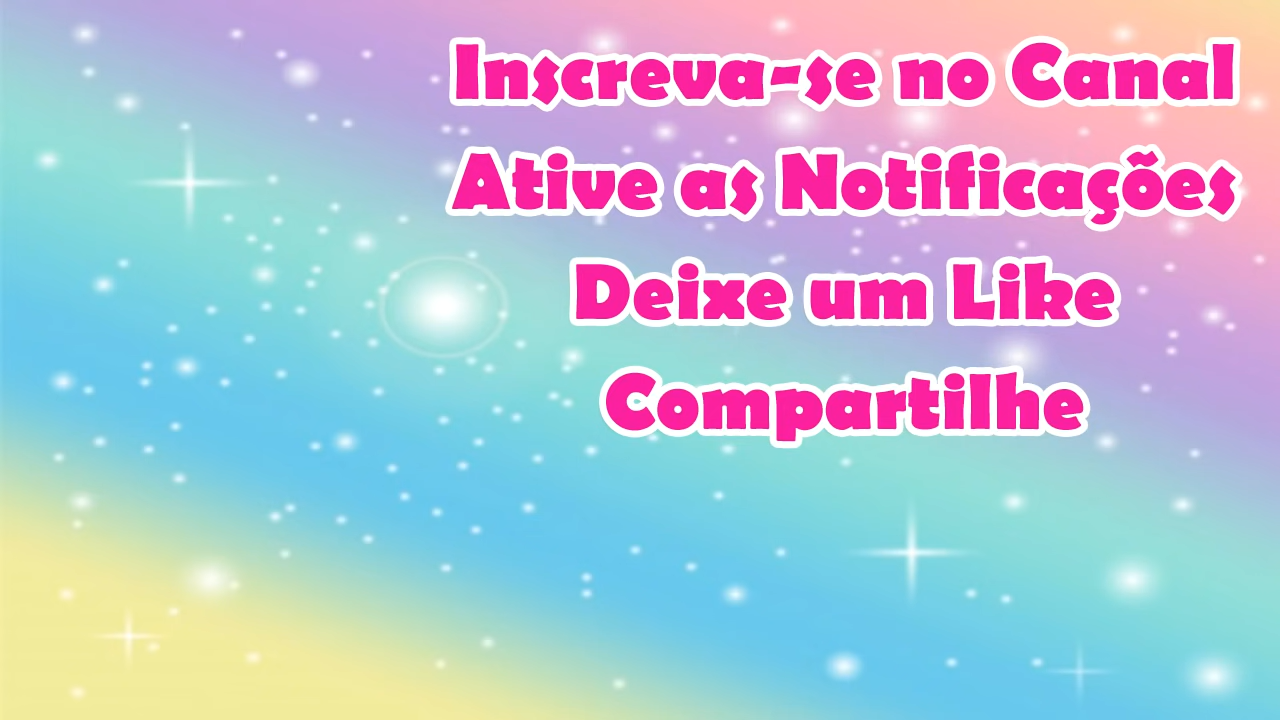 Inscreva-se no Canal
Ative as Notificações
Deixe um Like
Compartilhe